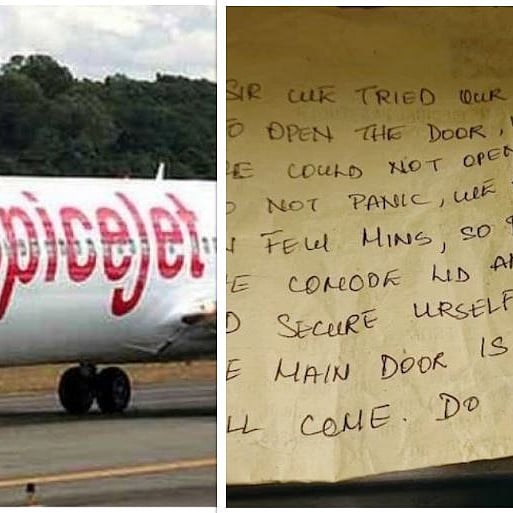 piceJet
SIR WE TRIED OUR
O OPEN THE DOOR,
E COULD NOT OPEN
NOT PANIC, WE
FEW MINS, SO
E COMODE LID A
D SECURE URSELF
E MAIN DOOR IS
LL COME. DO